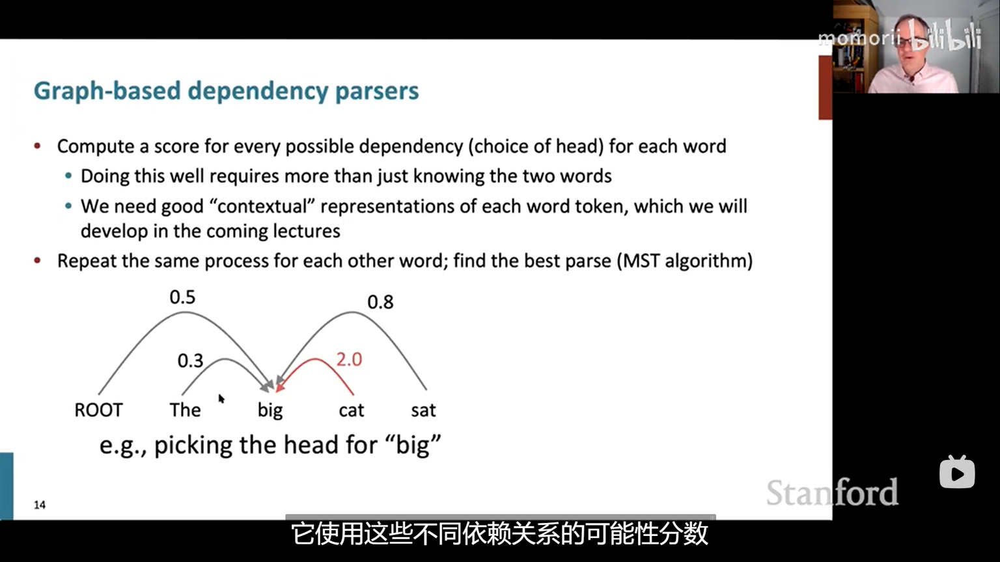 momorii bilibili
Graph-based dependency parsers
• Compute a score for every possible dependency (choice of head) for each word
• Doing this well requires more than just knowing the two words
• We need good “contextual” representations of each word token, which we will
develop in the coming lectures
• Repeat the same process for each other word; find the best parse (MST algorithm)
0.5
0.8
0.3
2.0
ROOT The big cat sat
e.g., picking the head for “big”
Stanford
14
它使用这些不同依赖关系的可能性分数